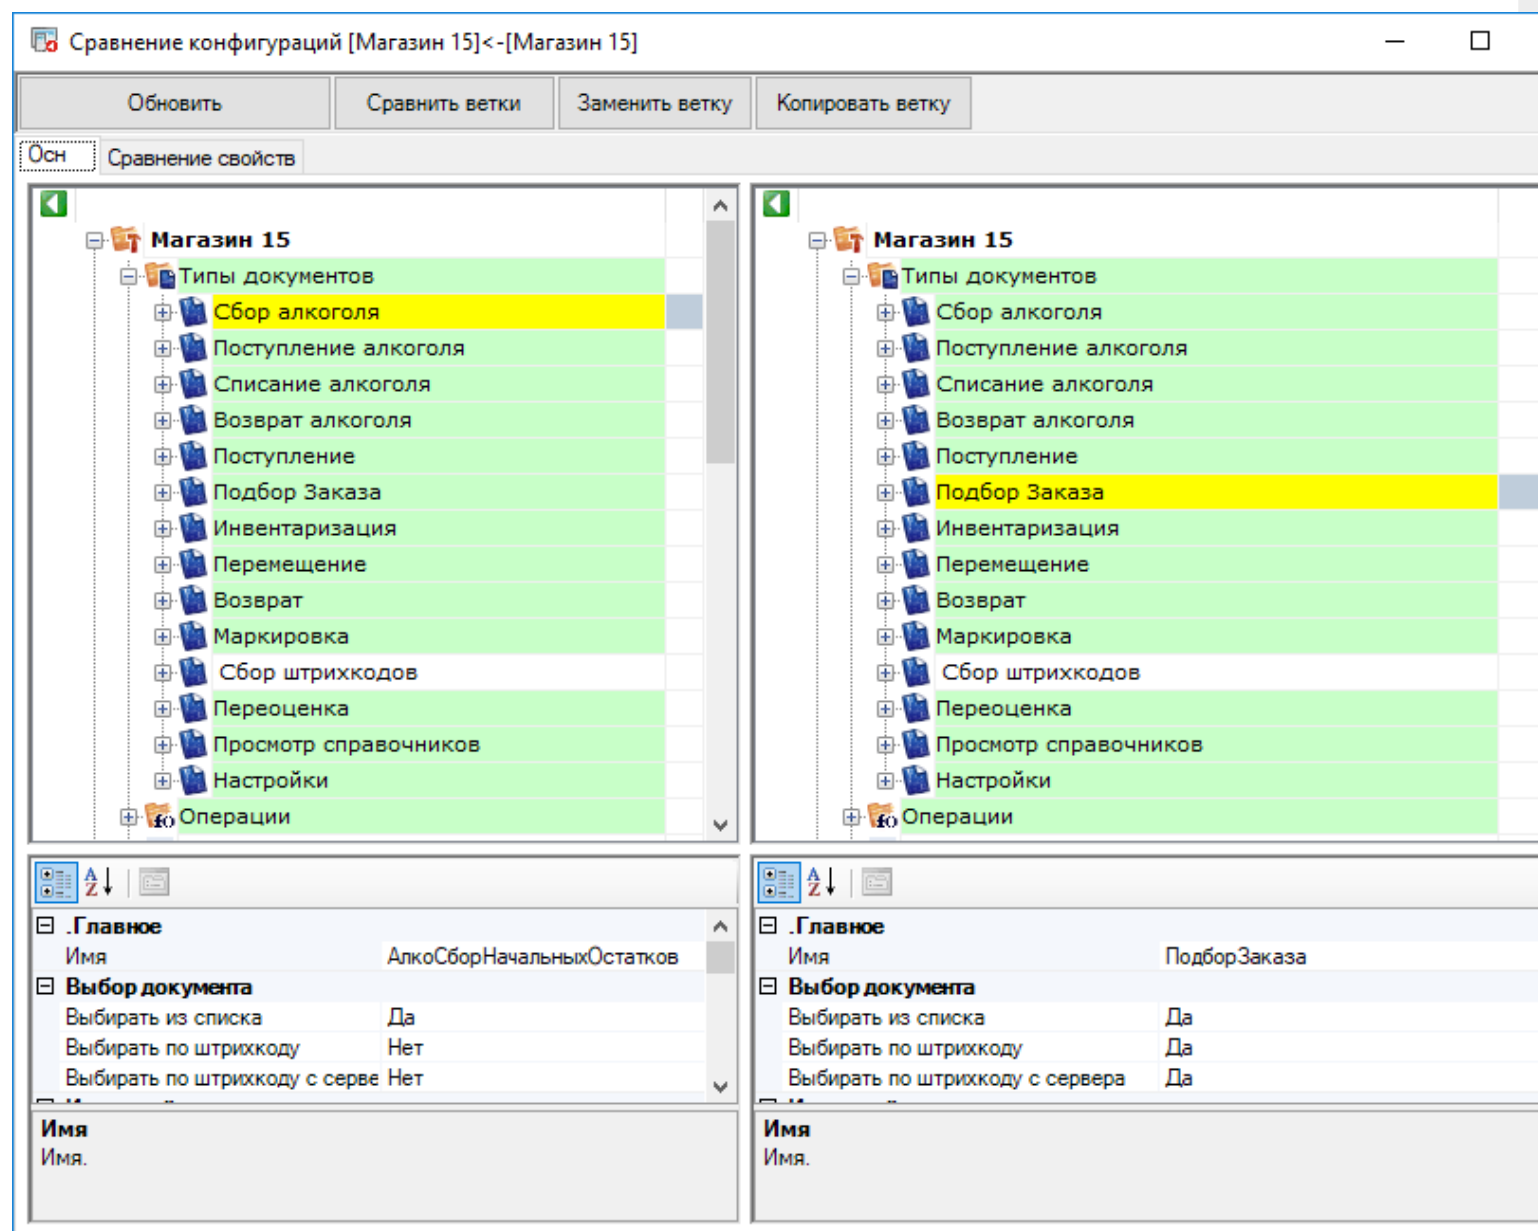 Сравнение конфигураций [Магазин 15]<-[Магазин 15]
Обновить Сравнить ветки Заменить ветку Копировать ветку
Осн Сравнение свойств
Магазин 15
Типы документов
Сбор алкоголя
Поступление алкоголя
Списание алкоголя
Возврат алкоголя
Поступление
Подбор Заказа
Инвентаризация
Перемещение
Возврат
Маркировка
Сбор штрихкодов
Переоценка
Просмотр справочников
Настройки
Операции
.Главное
Имя АлкоСборНачальныхОстатков
Выбор документа
Выбирать из списка Да
Выбирать по штрихкоду Нет
Выбирать по штрихкоду с серве Нет
Имя
Имя.
Магазин 15
Типы документов
Сбор алкоголя
Поступление алкоголя
Списание алкоголя
Возврат алкоголя
Поступление
Подбор Заказа
Инвентаризация
Перемещение
Возврат
Маркировка
Сбор штрихкодов
Переоценка
Просмотр справочников
Настройки
Операции
.Главное
Имя ПодборЗаказа
Выбор документа
Выбирать из списка Да
Выбирать по штрихкоду Да
Выбирать по штрихкоду с сервера Да
Имя
Имя.